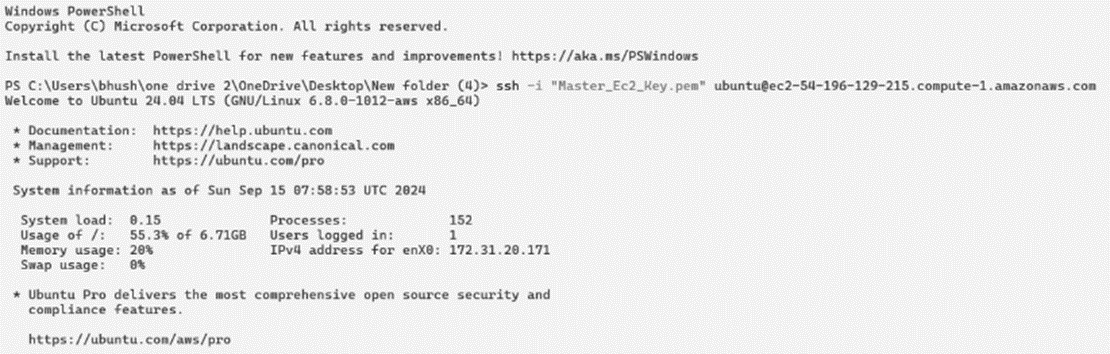 Windows PowerShell
Copyright (C) Microsoft Corporation. All rights reserved.
Install the latest PowerShell for new features and improvements! https://aka.ms/PSWindows
PS C:\Users\bhush\one drive 2\OneDrive\Desktop\New folder (4)> ssh -i "Master_Ec2_Key.pem" ubuntu@ec2-54-196-129-215.compute-1.amazonaws.com
Welcome to Ubuntu 24.04 LTS (GNU/Linux 6.8.0-1012-aws x86_64)
* Documentation:  https://help.ubuntu.com
* Management:     https://landscape.canonical.com
* Support:        https://ubuntu.com/pro
System information as of Sun Sep 15 07:58:53 UTC 2024
System load:  0.15              Processes:             152
Usage of /:   55.3% of 6.71GB   Users logged in:       1
Memory usage: 20%               IPv4 address for enX0: 172.31.20.171
Swap usage:   0%
* Ubuntu Pro delivers the most comprehensive open source security and
compliance features.
https://ubuntu.com/aws/pro